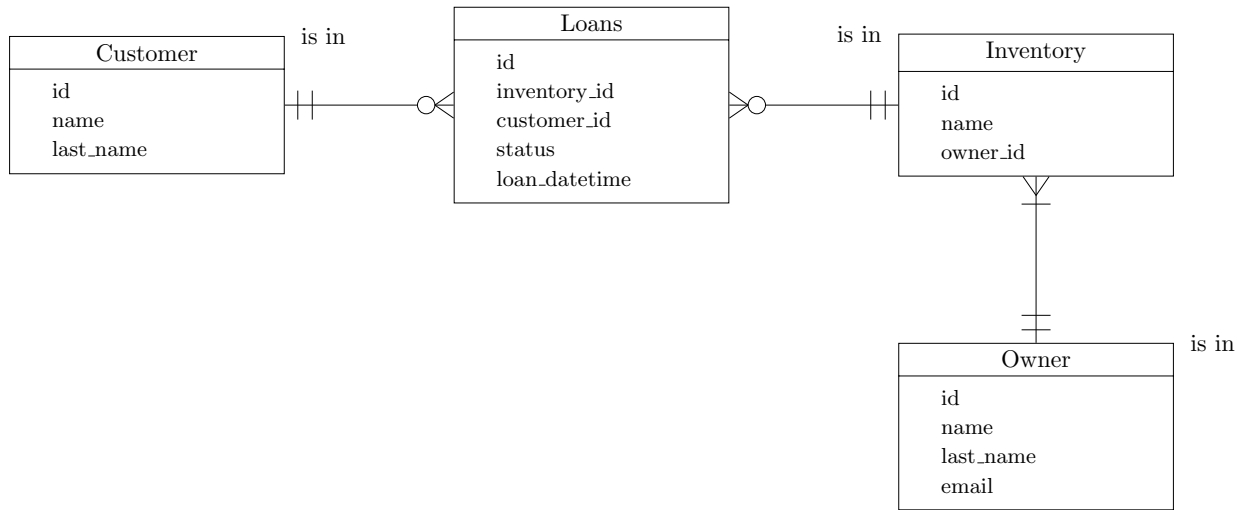 Customer
id
name
last_name
is in
Loans
id
inventory_id
customer_id
status
loan_datetime
is in
Inventory
id
name
owner_id
Owner
id
name
last_name
email
is in